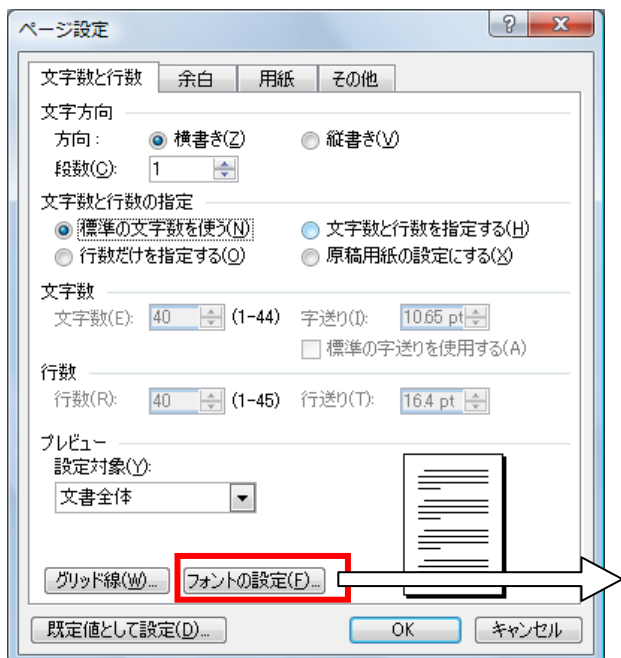 ページ設定
文字数と行数 余白 用紙 その他
文字方向
方向: 横書き(Z) 縦書き(V)
段数(C): 1
文字数と行数の指定
標準の文字数を使う(N) 文字数と行数を指定する(H)
行数だけを指定する(O) 原稿用紙の設定にする(X)
文字数
文字数(E): 40 (1-44) 字送り(I): 10.65 pt
標準の字送りを使用する(A)
行数
行数(R): 40 (1-45) 行送り(T): 16.4 pt
プレビュー
設定対象(Y):
文書全体
グリッド線(W)... フォントの設定(F)...
既定値として設定(D)... OK キャンセル